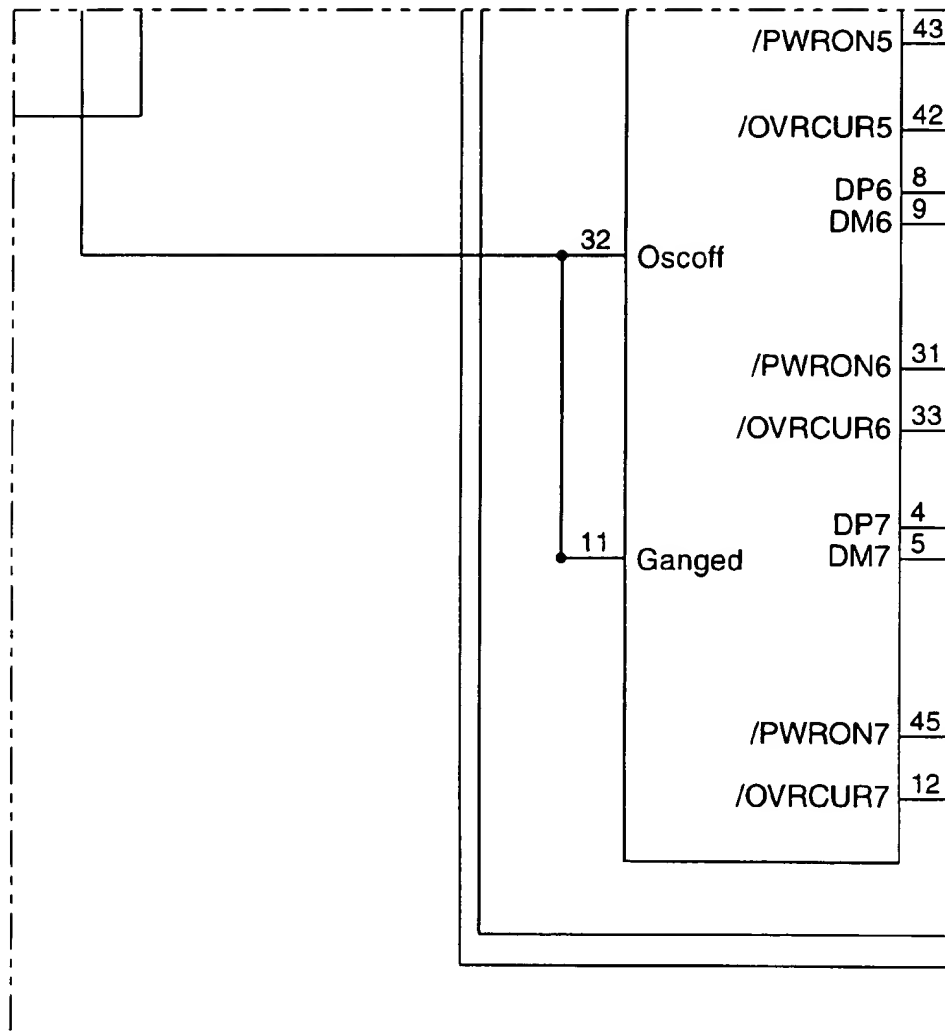 /PWRON5 43
/OVRCUR5 42
DP6 8
DM6 9
32 Oscoff
/PWRON6 31
/OVRCUR6 33
DP7 4
11 Ganged DM7 5
/PWRON7 45
/OVRCUR7 12